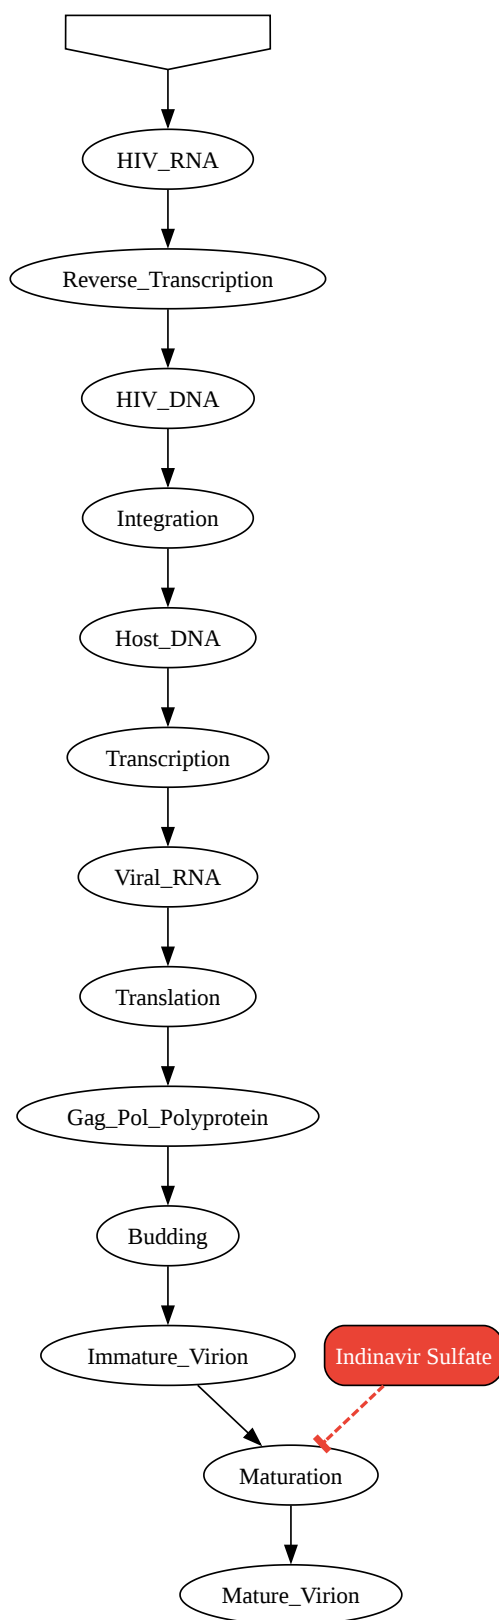 HIV_RNA
Reverse_Transcription
HIV_DNA
Integration
Host_DNA
Transcription
Viral_RNA
Translation
Gag_Pol_Polyprotein
Budding
Immature_Virion
Indinavir Sulfate
Maturation
Mature_Virion